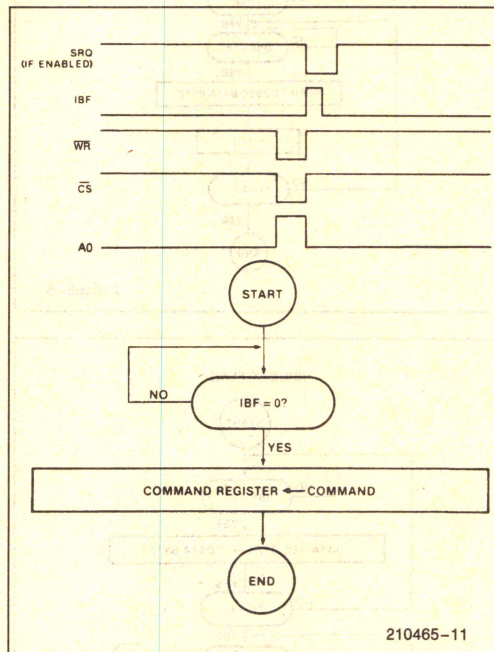 SRQ
(IF ENABLED)
IBF
WR
CS
A0
START
IBF = 0?
NO
YES
COMMAND REGISTER ← COMMAND
END
210465-11